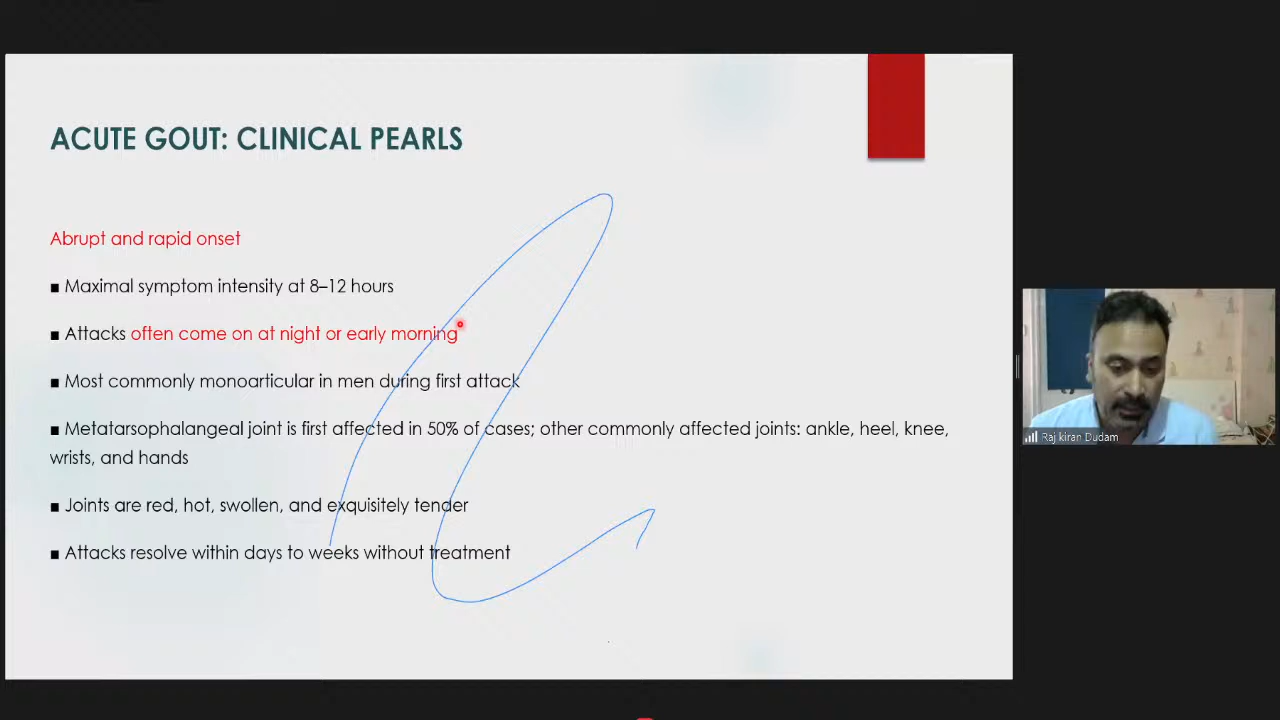 ACUTE GOUT: CLINICAL PEARLS
Abrupt and rapid onset
■ Maximal symptom intensity at 8–12 hours
■ Attacks often come on at night or early morning
■ Most commonly monoarticular in men during first attack
■ Metatarsophalangeal joint is first affected in 50% of cases; other commonly affected joints: ankle, heel, knee,
wrists, and hands
■ Joints are red, hot, swollen, and exquisitely tender
■ Attacks resolve within days to weeks without treatment
Raj kiran Dudam